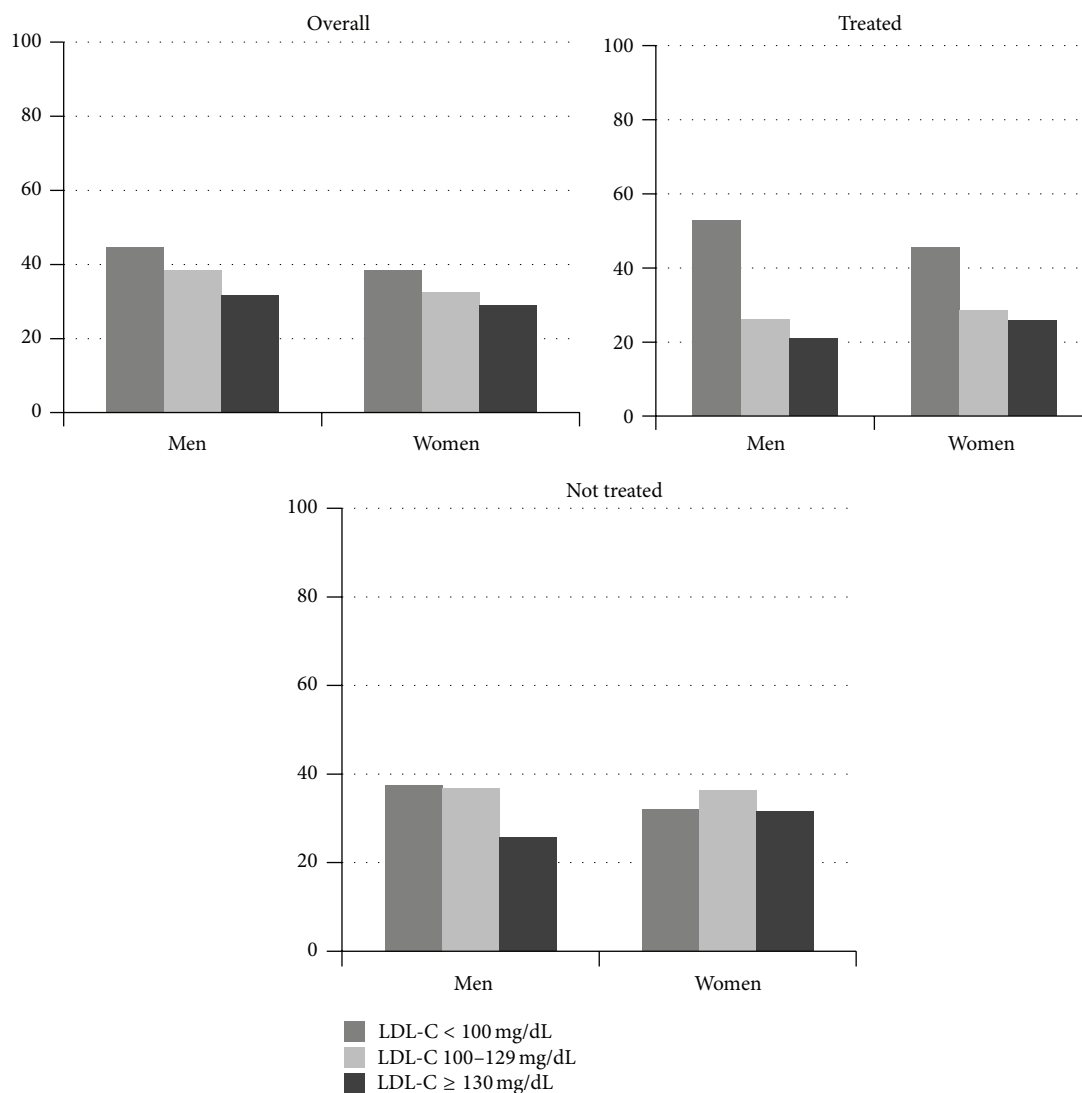 Overall
100
80
60
40
20
0
Men Women
Treated
100
80
60
40
20
0
Men Women
Not treated
100
80
60
40
20
0
Men Women
LDL-C < 100 mg/dL
LDL-C 100–129 mg/dL
LDL-C ≥ 130 mg/dL